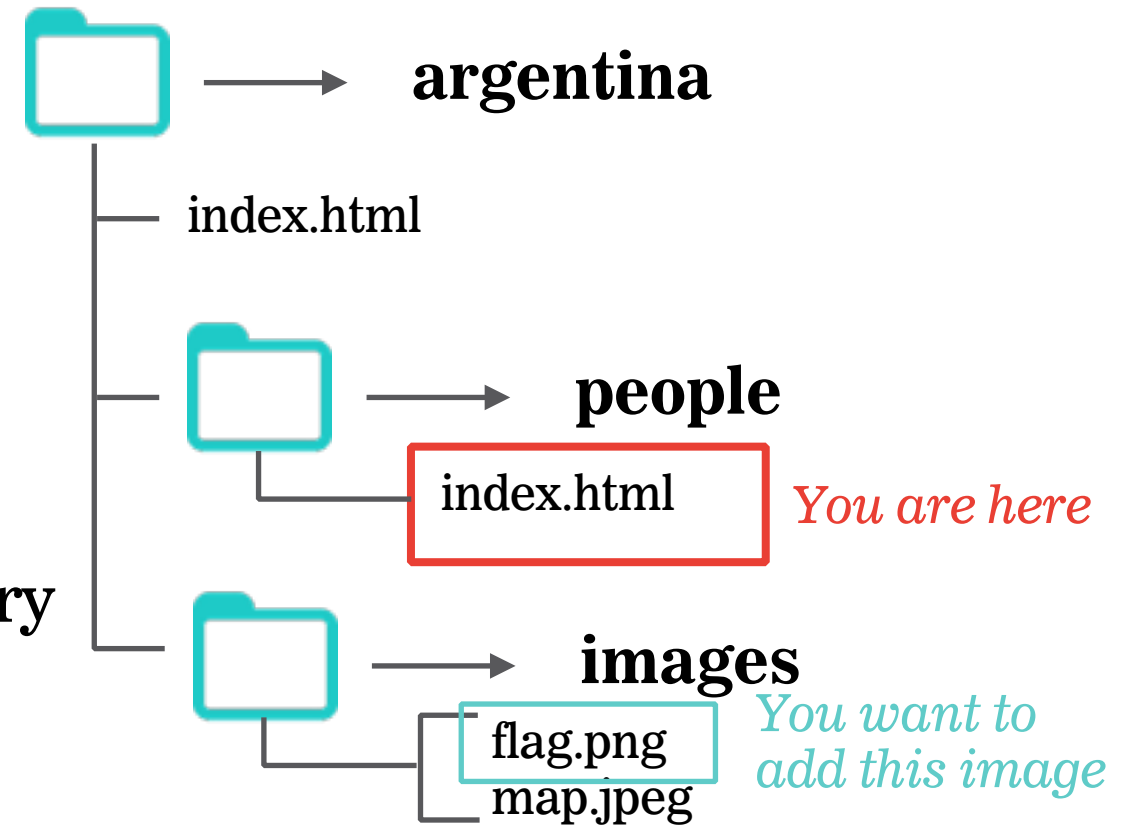 argentina
index.html
people
index.html
You are here
ry
images
You want to
add this image
flag.png
map.jpeg